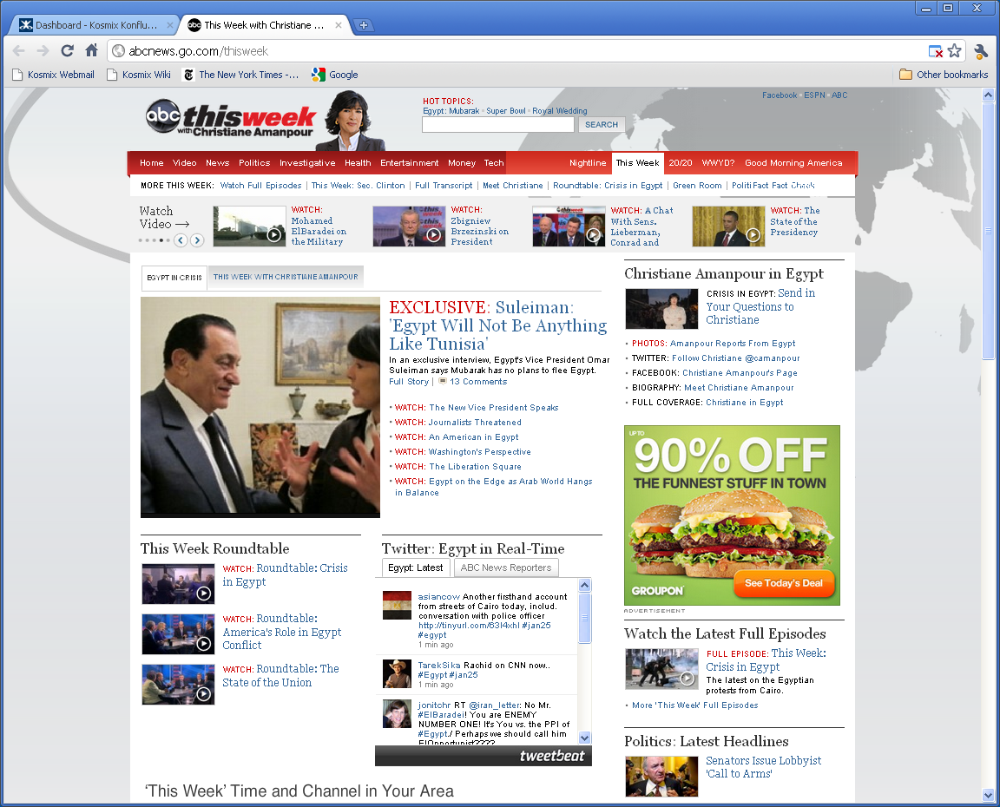 Dashboard - Kosmix Konflu...
abc This Week with Christiane ...
abcnews.go.com/thisweek
Kosmix Webmail
Kosmix Wiki
The New York Times -...
Google
Other bookmarks
abc thisweek
with Christiane Amanpour
HOT TOPICS:
Egypt: Mubarak
Super Bowl
Royal Wedding
SEARCH
Facebook
ESPN
ABC
Home Video News Politics Investigative Health Entertainment Money Tech
Nightline This Week 20/20 WWYD? Good Morning America
MORE THIS WEEK: Watch Full Episodes | This Week: Sec. Clinton | Full Transcript | Meet Christiane | Roundtable: Crisis in Egypt | Green Room | PolitiFact Fact Check
Watch
Video →
WATCH:
Mohamed
ElBaradei on
the Military
WATCH:
Zbigniew
Brzezinski on
President
WATCH: A Chat
With Sens.
Lieberman,
Conrad and
WATCH: The
State of the
Presidency
EGYPT IN CRISIS
THIS WEEK WITH CHRISTIANE AMANPOUR
EXCLUSIVE: Suleiman:
'Egypt Will Not Be Anything
Like Tunisia'
In an exclusive interview, Egypt's Vice President Omar
Suleiman says Mubarak has no plans to flee Egypt.
Full Story | 13 Comments
• WATCH: The New Vice President Speaks
• WATCH: Journalists Threatened
• WATCH: An American in Egypt
• WATCH: Washington's Perspective
• WATCH: The Liberation Square
• WATCH: Egypt on the Edge as Arab World Hangs
in Balance
This Week Roundtable
WATCH: Roundtable: Crisis
in Egypt
WATCH: Roundtable:
America's Role in Egypt
Conflict
WATCH: Roundtable: The
State of the Union
Twitter: Egypt in Real-Time
Egypt: Latest
ABC News Reporters
asiancow Another firsthand account
from streets of Cairo today, includ.
conversation with police officer
http://tinyurl.com/63l4xhl #jan25
#egypt
1 min ago
TarekSika Rachid on CNN now..
#Egypt #jan25
1 min ago
jonitchr RT @iran_letter: No Mr.
#ElBaradei! You are ENEMY
NUMBER ONE! It's You vs. the PPl of
#Egypt./ Perhaps we should call him
ElOpportunist????
tweetbeat
Christiane Amanpour in Egypt
CRISIS IN EGYPT: Send in
Your Questions to
Christiane
• PHOTOS: Amanpour Reports From Egypt
• TWITTER: Follow Christiane @camanpour
• FACEBOOK: Christiane Amanpour's Page
• BIOGRAPHY: Meet Christiane Amanpour
• FULL COVERAGE: Christiane in Egypt
UP TO
90% OFF
THE FUNNEST STUFF IN TOWN
GROUPON
See Today's Deal
ADVERTISEMENT
Watch the Latest Full Episodes
FULL EPISODE: This Week:
Crisis in Egypt
The latest on the Egyptian
protests from Cairo.
• More 'This Week' Full Episodes
Politics: Latest Headlines
Senators Issue Lobbyist
'Call to Arms'
'This Week' Time and Channel in Your Area